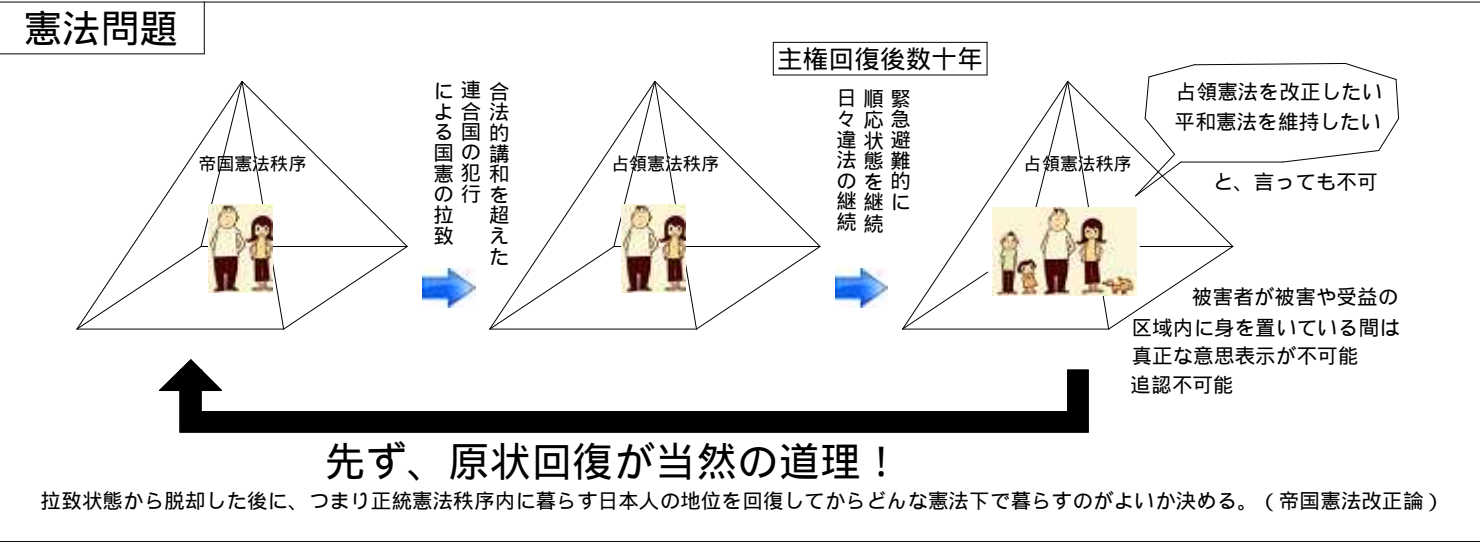 憲法問題
帝国憲法秩序
合法的講和を超えた
連合国の犯行
による国憲の拉致
占領憲法秩序
主権回復後数十年
緊急避難的に
順応状態を継続
日々違法の継続
占領憲法秩序
占領憲法を改正したい
平和憲法を維持したい
と、言っても不可
被害者が被害や受益の
区域内に身を置いている間は
真正な意思表示が不可能
追認不可能
先ず、原状回復が当然の道理！
拉致状態から脱却した後に、つまり正統憲法秩序内に暮らす日本人の地位を回復してからどんな憲法下で暮らすのがよいか決める。（帝国憲法改正論）